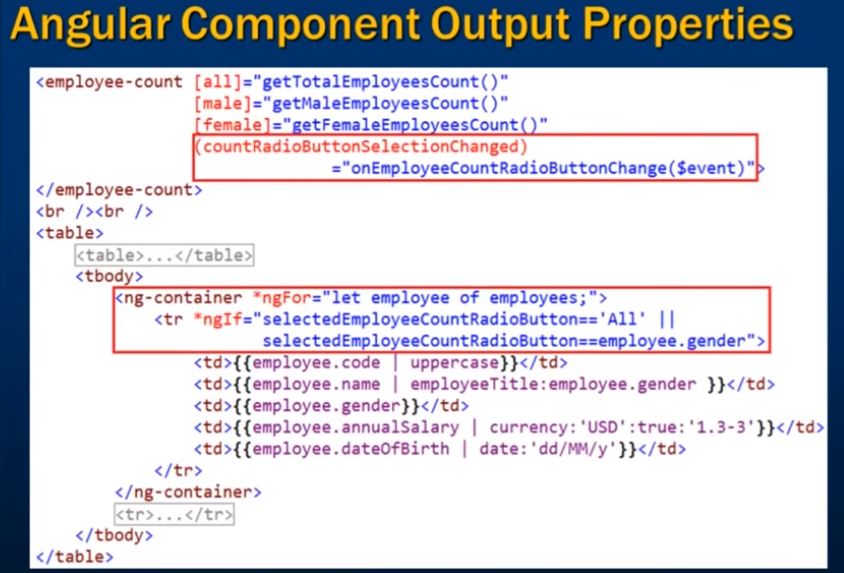 Angular Component Output Properties
<employee-count [all]="getTotalEmployeesCount()"
[male]="getMaleEmployeesCount()"
[female]="getFemaleEmployeesCount()"
(countRadioButtonSelectionChanged)
="onEmployeeCountRadioButtonChange($event)">
</employee-count>
<br /><br />
<table>
<table>...</table>
<tbody>
<ng-container *ngFor="let employee of employees;">
<tr *ngIf="selectedEmployeeCountRadioButton=='All' ||
selectedEmployeeCountRadioButton==employee.gender">
<td>{{employee.code | uppercase}}</td>
<td>{{employee.name | employeeTitle:employee.gender }}</td>
<td>{{employee.gender}}</td>
<td>{{employee.annualSalary | currency:'USD':true:'1.3-3'}}</td>
<td>{{employee.dateOfBirth | date:'dd/MM/y'}}</td>
</tr>
</ng-container>
<tr>...</tr>
</tbody>
</table>